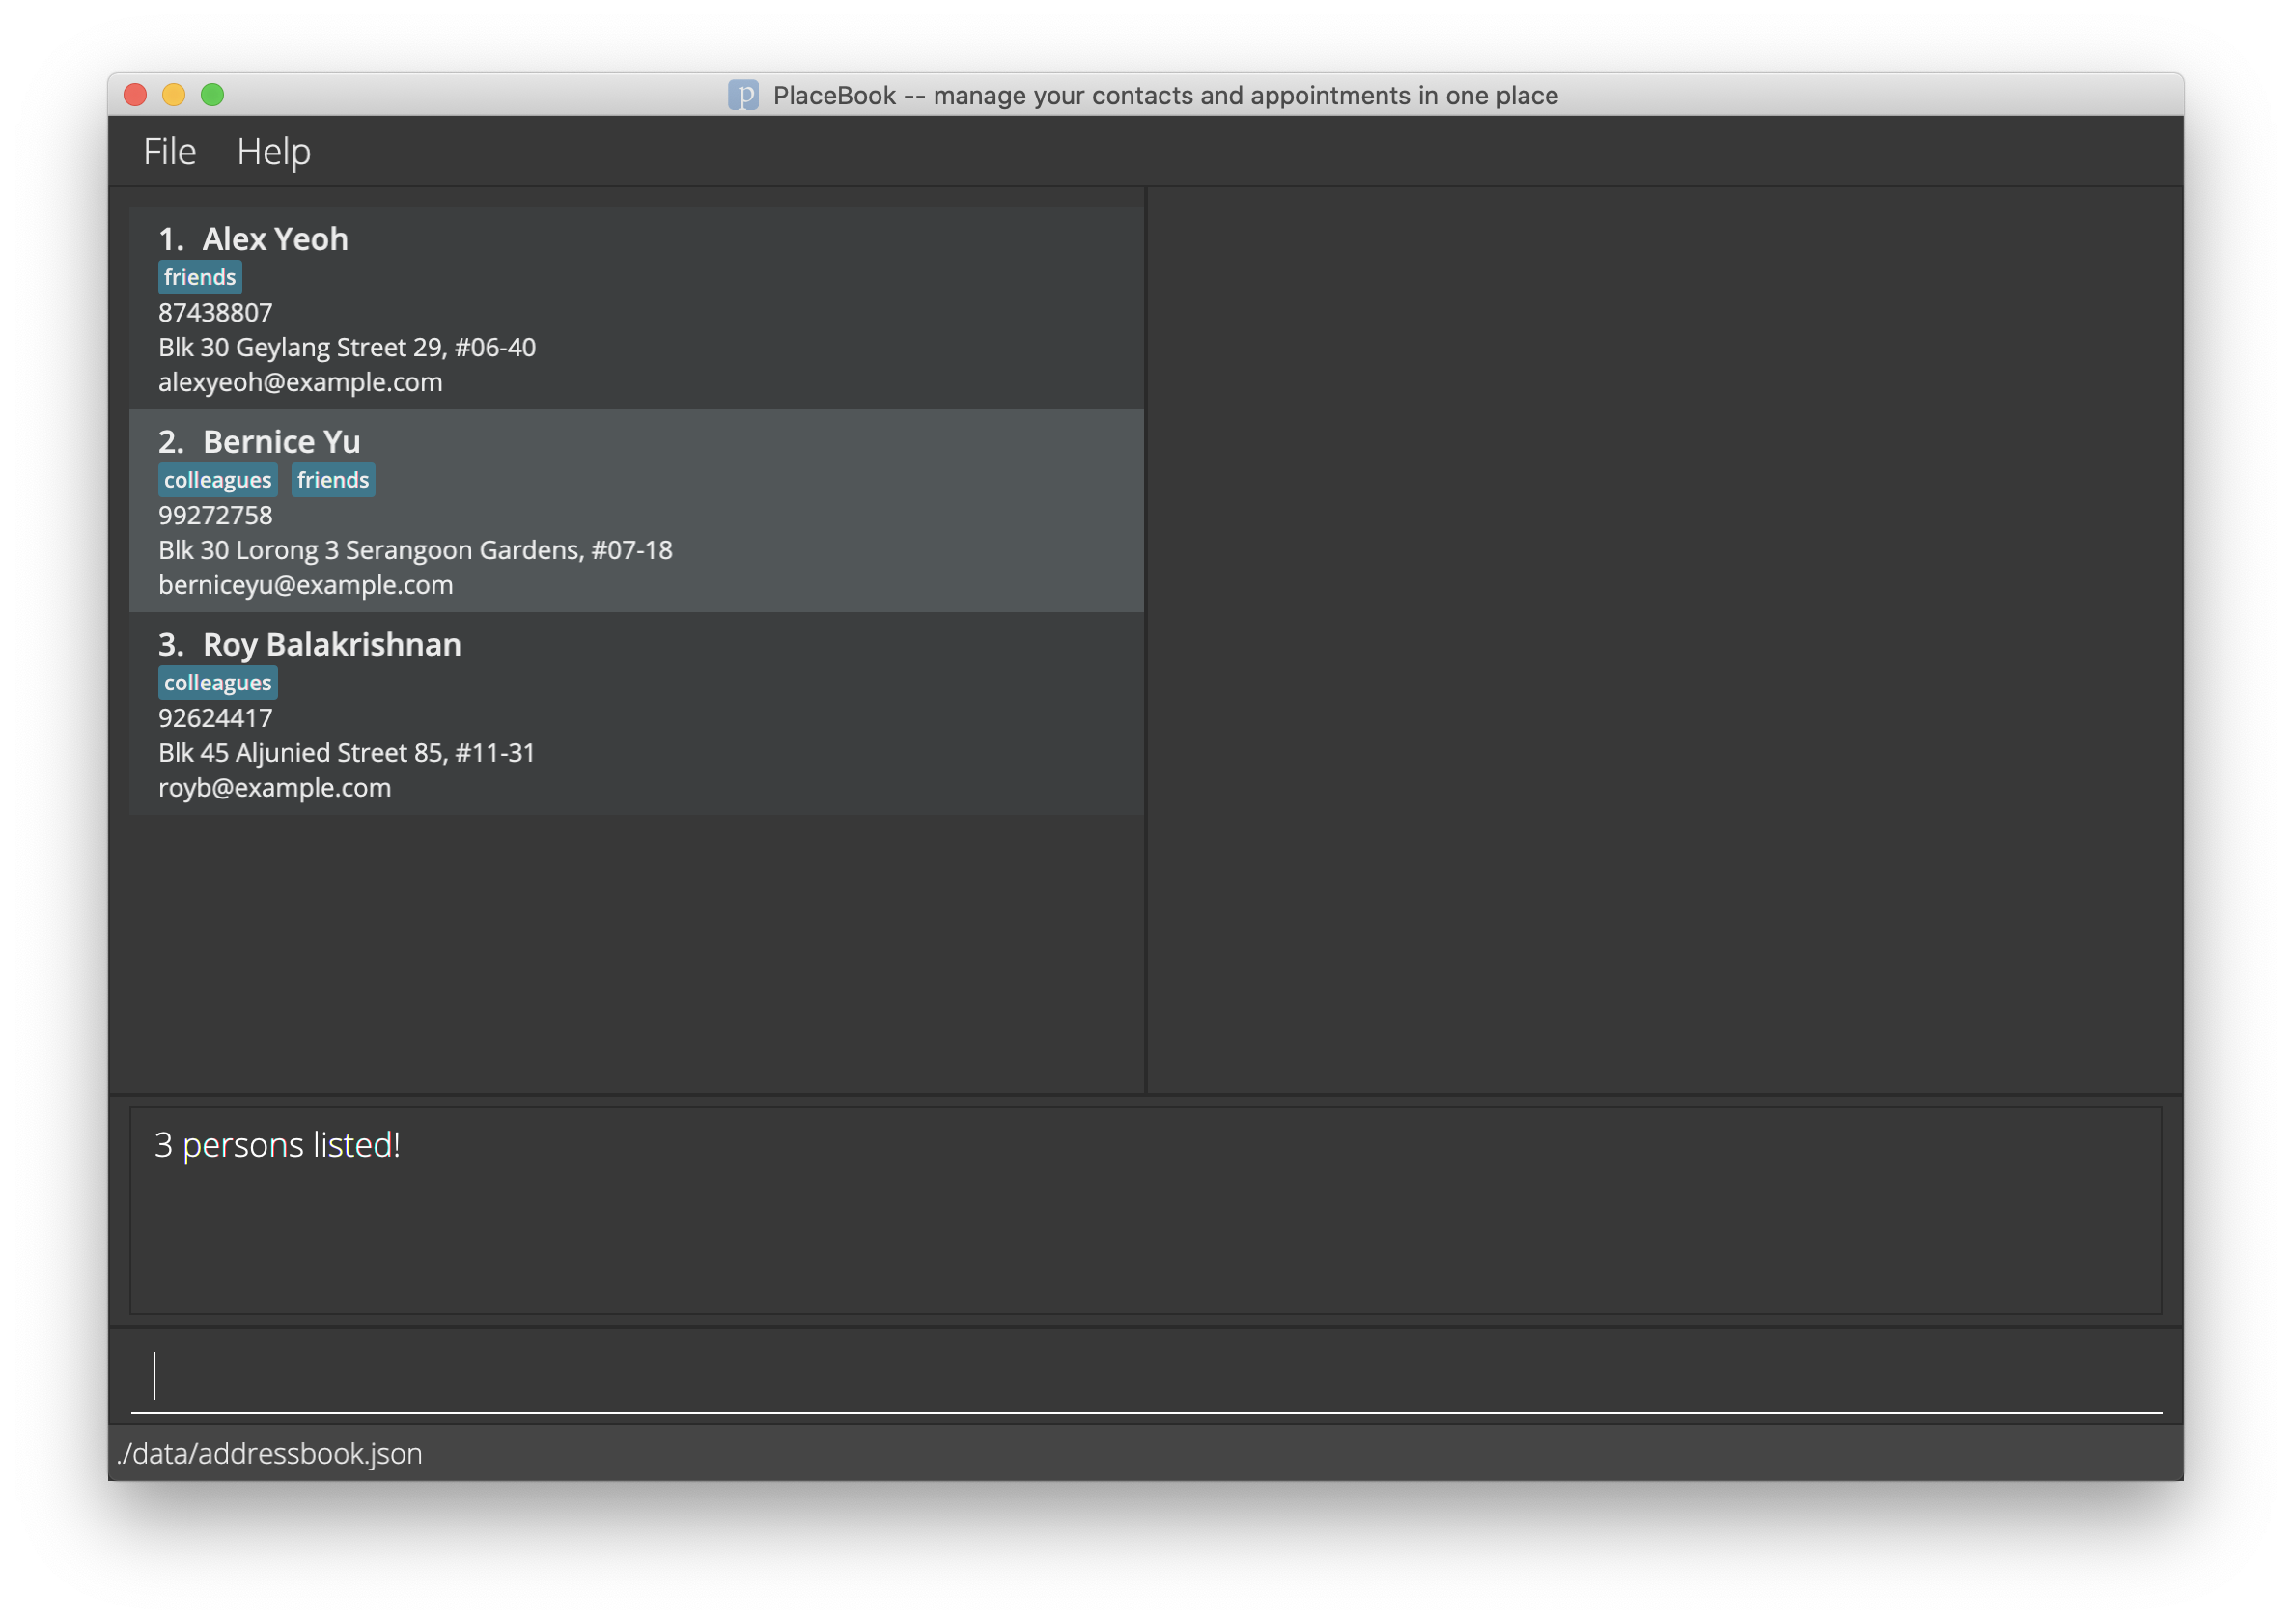 p PlaceBook -- manage your contacts and appointments in one place
File Help
1. Alex Yeoh
friends
87438807
Blk 30 Geylang Street 29, #06-40
alexyeoh@example.com
2. Bernice Yu
colleagues friends
99272758
Blk 30 Lorong 3 Serangoon Gardens, #07-18
berniceyu@example.com
3. Roy Balakrishnan
colleagues
92624417
Blk 45 Aljunied Street 85, #11-31
royb@example.com
3 persons listed!
./data/addressbook.json